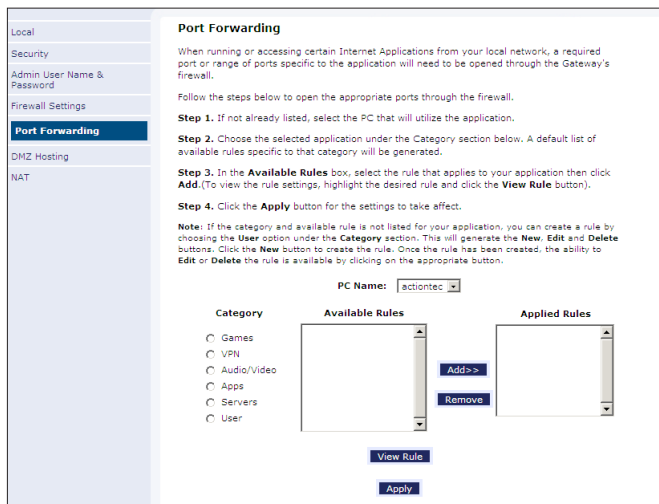 Local
Security
Admin User Name &
Password
Firewall Settings
Port Forwarding
DMZ Hosting
NAT
Port Forwarding
When running or accessing certain Internet Applications from your local network, a required
port or range of ports specific to the application will need to be opened through the Gateway's
firewall.
Follow the steps below to open the appropriate ports through the firewall.
Step 1. If not already listed, select the PC that will utilize the application.
Step 2. Choose the selected application under the Category section below. A default list of
available rules specific to that category will be generated.
Step 3. In the Available Rules box, select the rule that applies to your application then click
Add.(To view the rule settings, highlight the desired rule and click the View Rule button).
Step 4. Click the Apply button for the settings to take affect.
Note: If the category and available rule is not listed for your application, you can create a rule by
choosing the User option under the Category section. This will generate the New, Edit and Delete
buttons. Click the New button to create the rule. Once the rule has been created, the ability to
Edit or Delete the rule is available by clicking on the appropriate button.
PC Name: actiontec
Category Available Rules Applied Rules
Games
VPN
Audio/Video
Apps
Servers
User
Add>>
Remove
View Rule
Apply